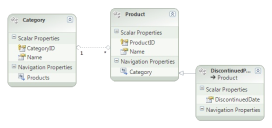 Category
Scalar Properties
CategoryID
Name
Navigation Properties
Products
1
*
Product
Scalar Properties
ProductID
Name
Navigation Properties
Category
DiscontinuedP...
Product
Scalar Properties
DiscontinuedDate
Navigation Properties